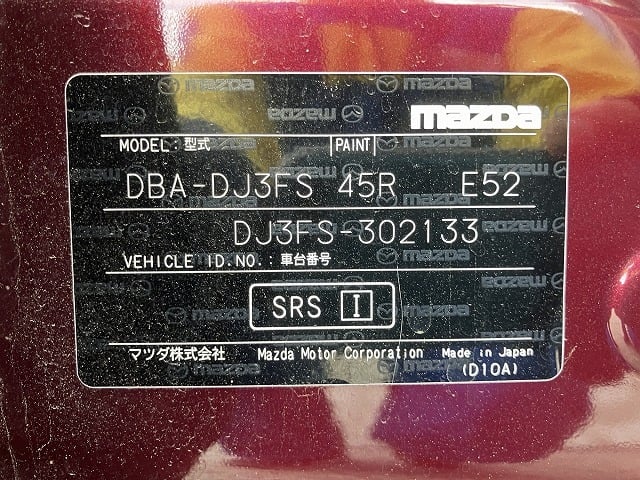 mazda
MODEL:型式 PAINT
DBA-DJ3FS 45R E52
DJ3FS-302133
VEHICLE ID.NO.:車台番号
SRS I
マツダ株式会社 Mazda Motor Corporation Made in Japan
(D10A)